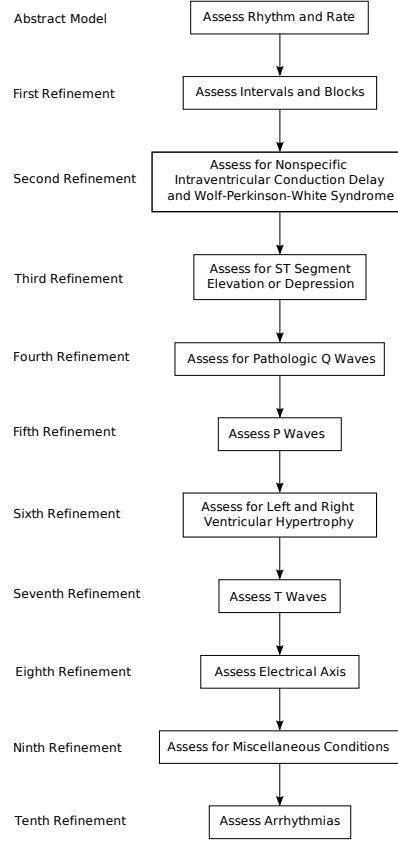 Abstract Model
Assess Rhythm and Rate
First Refinement
Assess Intervals and Blocks
Second Refinement
Assess for Nonspecific
Intraventricular Conduction Delay
and Wolf-Perkinson-White Syndrome
Third Refinement
Assess for ST Segment
Elevation or Depression
Fourth Refinement
Assess for Pathologic Q Waves
Fifth Refinement
Assess P Waves
Sixth Refinement
Assess for Left and Right
Ventricular Hypertrophy
Seventh Refinement
Assess T Waves
Eighth Refinement
Assess Electrical Axis
Ninth Refinement
Assess for Miscellaneous Conditions
Tenth Refinement
Assess Arrhythmias